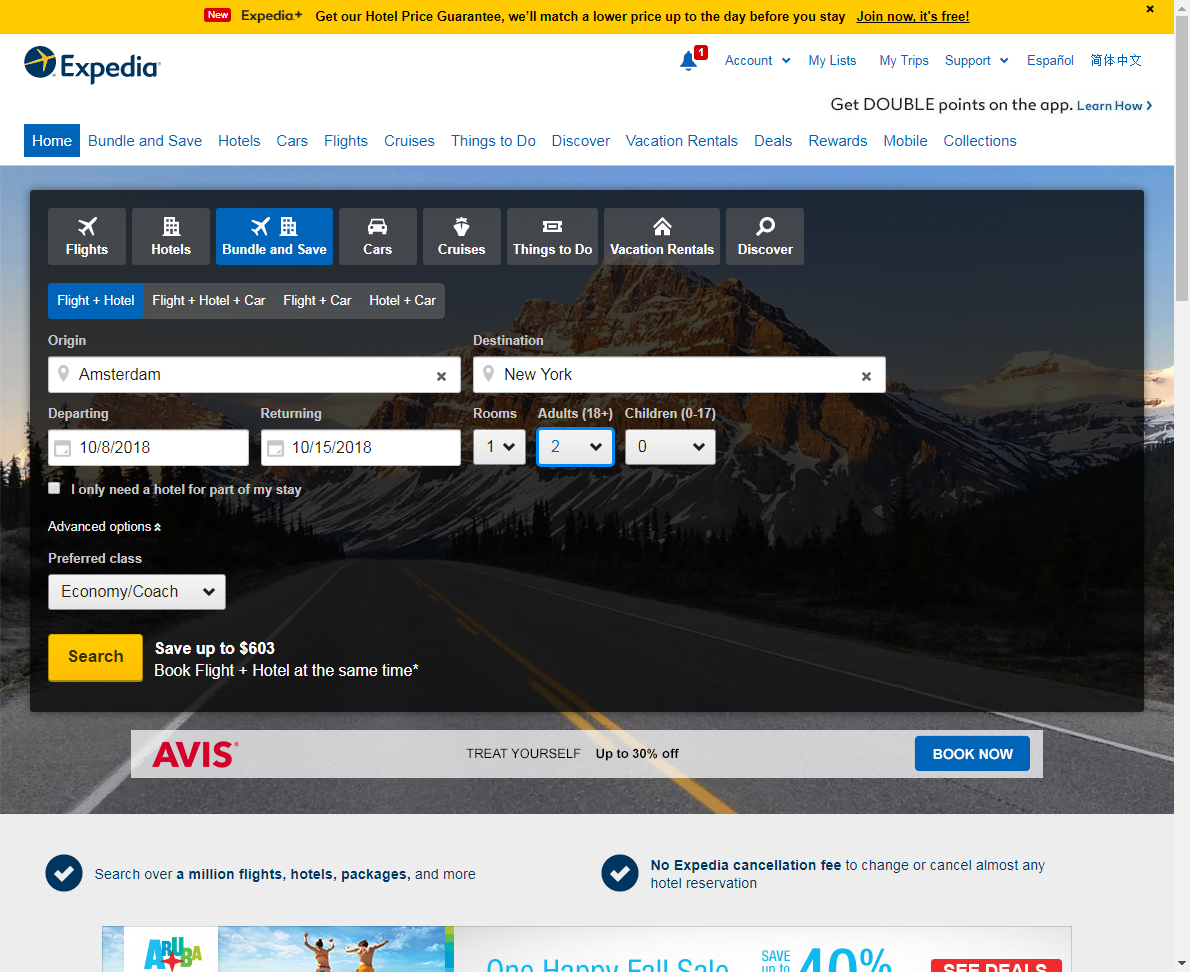 New Expedia+ Get our Hotel Price Guarantee, we'll match a lower price up to the day before you stay Join now, it's free!
Expedia
1 Account My Lists My Trips Support Español 简体中文
Get DOUBLE points on the app. Learn How
Home Bundle and Save Hotels Cars Flights Cruises Things to Do Discover Vacation Rentals Deals Rewards Mobile Collections
Flights Hotels Bundle and Save Cars Cruises Things to Do Vacation Rentals Discover
Flight + Hotel Flight + Hotel + Car Flight + Car Hotel + Car
Origin Destination
Amsterdam New York
Departing Returning Rooms Adults (18+) Children (0-17)
10/8/2018 10/15/2018 1 2 0
I only need a hotel for part of my stay
Advanced options
Preferred class
Economy/Coach
Search Save up to $603
Book Flight + Hotel at the same time*
AVIS TREAT YOURSELF Up to 30% off BOOK NOW
Search over a million flights, hotels, packages, and more
No Expedia cancellation fee to change or cancel almost any
hotel reservation
ARUBA
One Happy Fall Sale SAVE up to 40% SEE DEALS